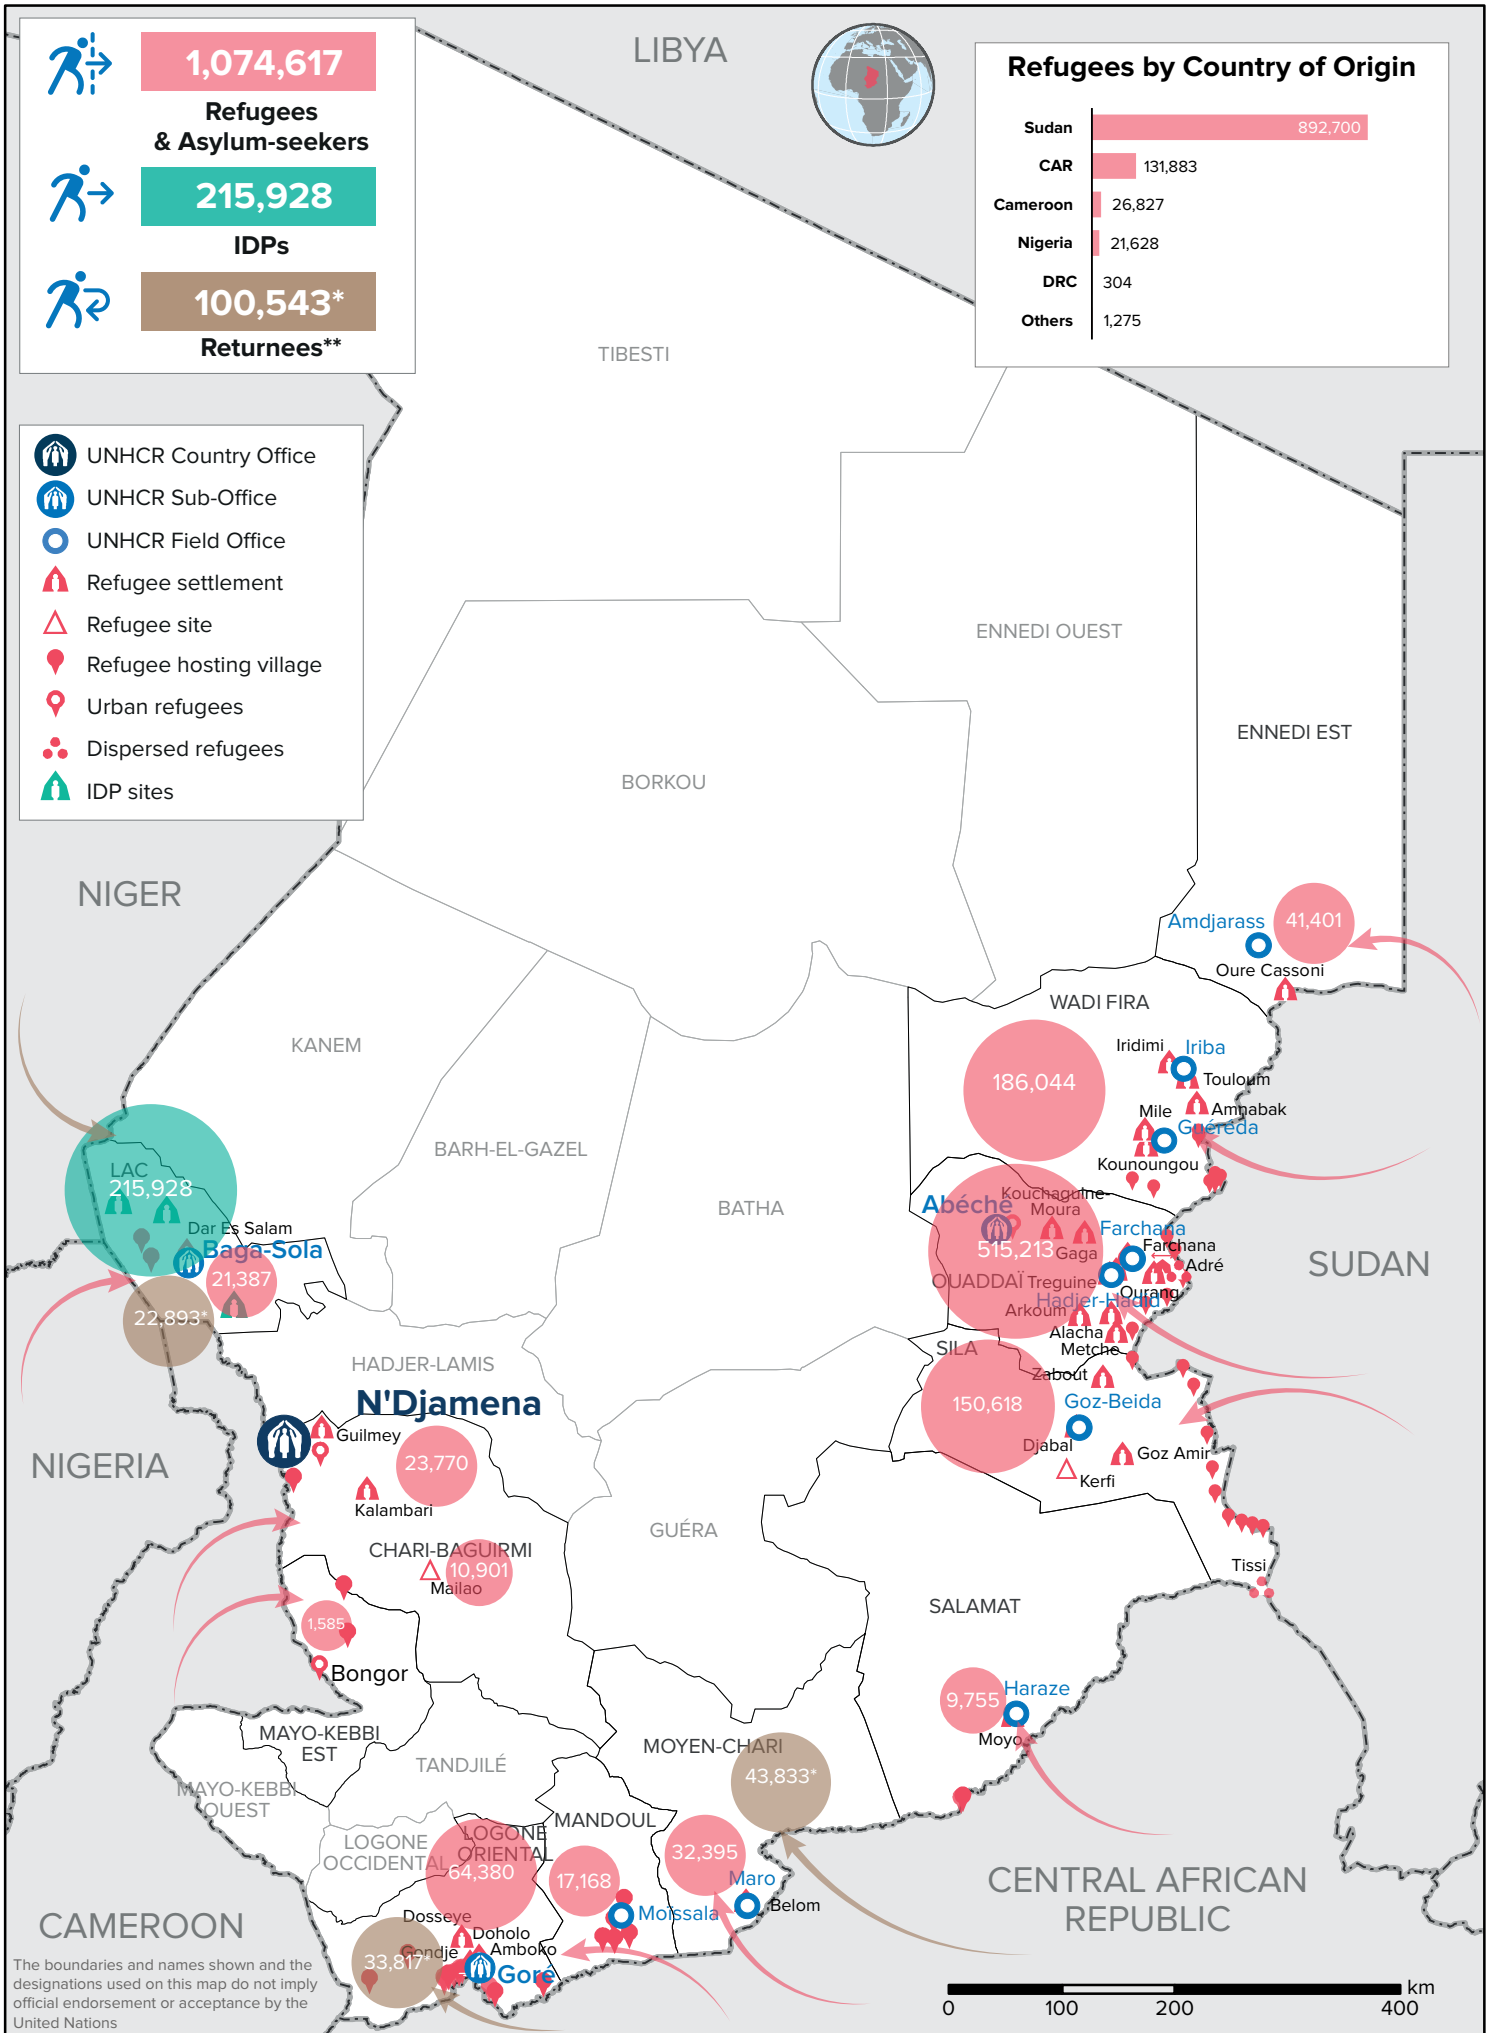 1,074,617
Refugees
& Asylum-seekers
215,928
IDPs
100,543*
Returnees**
LIBYA
Refugees by Country of Origin
Sudan
892,700
CAR
131,883
Cameroon
26,827
Nigeria
21,628
DRC
304
Others
1,275
UNHCR Country Office
UNHCR Sub-Office
UNHCR Field Office
Refugee settlement
Refugee site
Refugee hosting village
Urban refugees
Dispersed refugees
IDP sites
TIBESTI
ENNEDI OUEST
ENNEDI EST
BORKOU
NIGER
Amdjarass
41,401
Oure Cassoni
WADI FIRA
KANEM
Iridimi
Iriba
Touloum
186,044
Amnabak
Mile
Guéréda
Kounoungou
BARH-EL-GAZEL
LAC
215,928
Dar Es Salam
Baga-Sola
21,387
22,893*
BATHA
Kouchaguine-
Moura
Abéché
Farchana
515,213
Gaga
Farchana
Adré
OUADDAÏ
Treguine
Ourang
Hadjer-Hadid
Arkoum
Alacha
Metche
SUDAN
SILA
Zabout
150,618
Goz-Beida
Djabal
Goz Amir
Kerfi
HADJER-LAMIS
N'Djamena
Guilmey
23,770
Kalambari
NIGERIA
GUÉRA
CHARI-BAGUIRMI
10,901
Mailao
Tissi
1,585
Bongor
SALAMAT
9,755
Haraze
Moyo
MAYO-KEBBI
EST
TANDJILÉ
MOYEN-CHARI
43,833*
MAYO-KEBBI
OUEST
MANDOUL
LOGONE
OCCIDENTAL
LOGONE
ORIENTAL
64,380
17,168
32,395
Maro
Belom
Moïssala
Dosseye
Doholo
Gondje
Amboko
33,817*
Goré
CENTRAL AFRICAN
REPUBLIC
CAMEROON
The boundaries and names shown and the
designations used on this map do not imply
official endorsement or acceptance by the
United Nations
km
0
100
200
400